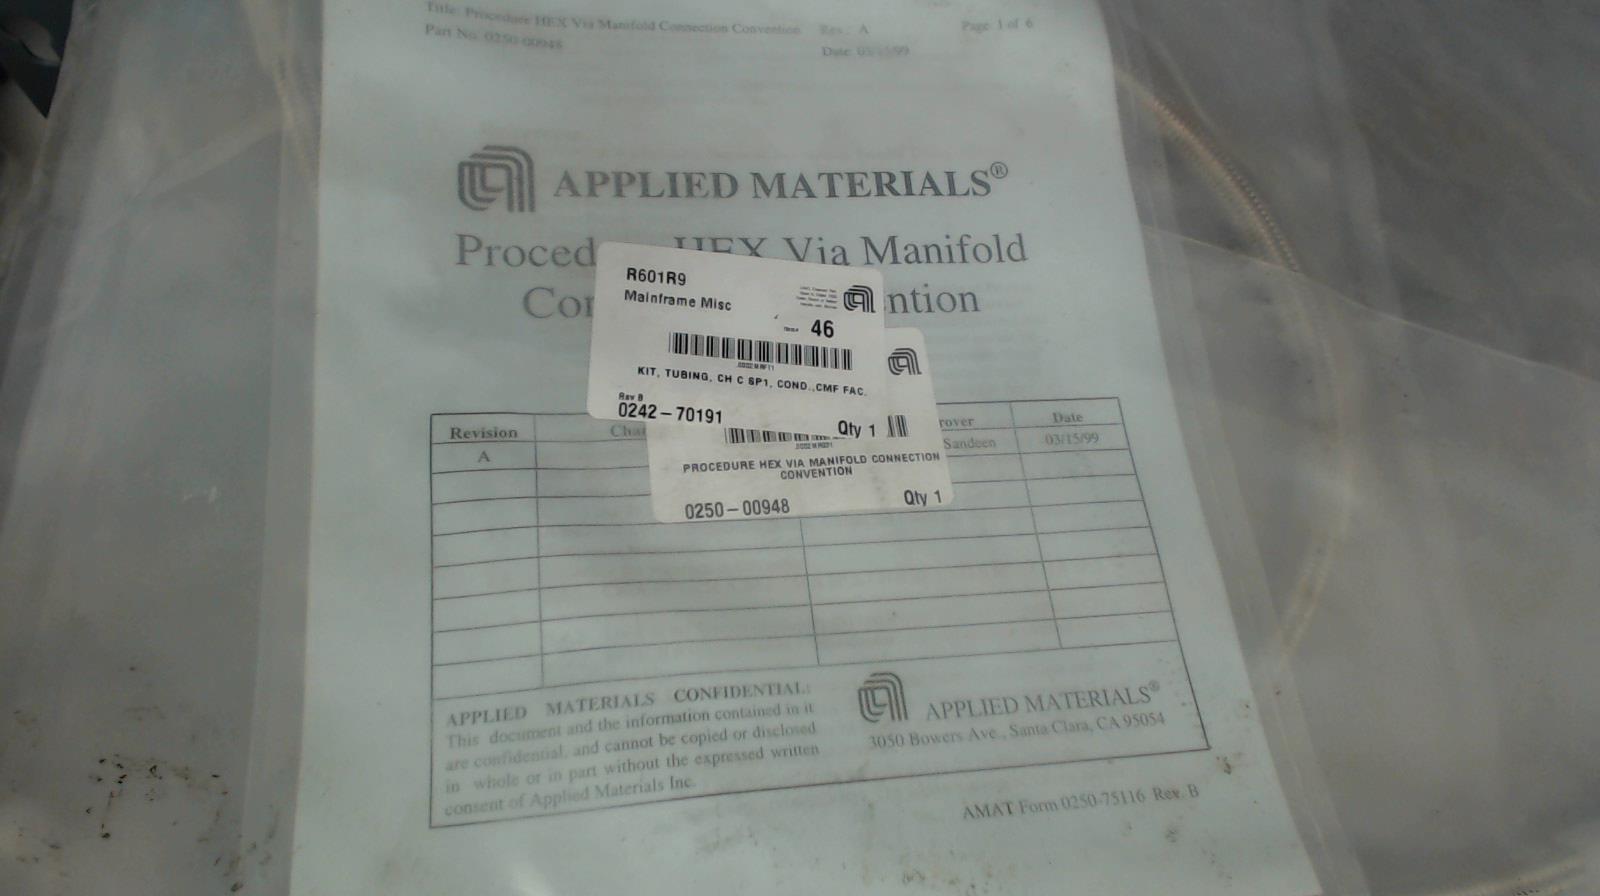 Title: Procedure HEX Via Manifold Connection Convention Rev.: A Page 1 of 6
Part No. 0250-00948 Date: 03/15/99
APPLIED MATERIALS®
Proced HEX Via Manifold
Con ntion
R601R9
Mainframe Misc
46
KIT, TUBING, CH C SP1, COND.,CMF FAC.
Rev B
0242-70191 Qty 1
PROCEDURE HEX VIA MANIFOLD CONNECTION
CONVENTION
0250-00948 Qty 1
Revision Cha rover Date
A Sandeen 03/15/99
APPLIED MATERIALS CONFIDENTIAL:
This document and the information contained in it
are confidential, and cannot be copied or disclosed
in whole or in part without the expressed written
consent of Applied Materials Inc.
APPLIED MATERIALS®
3050 Bowers Ave., Santa Clara, CA 95054
AMAT Form 0250-75116 Rev. B